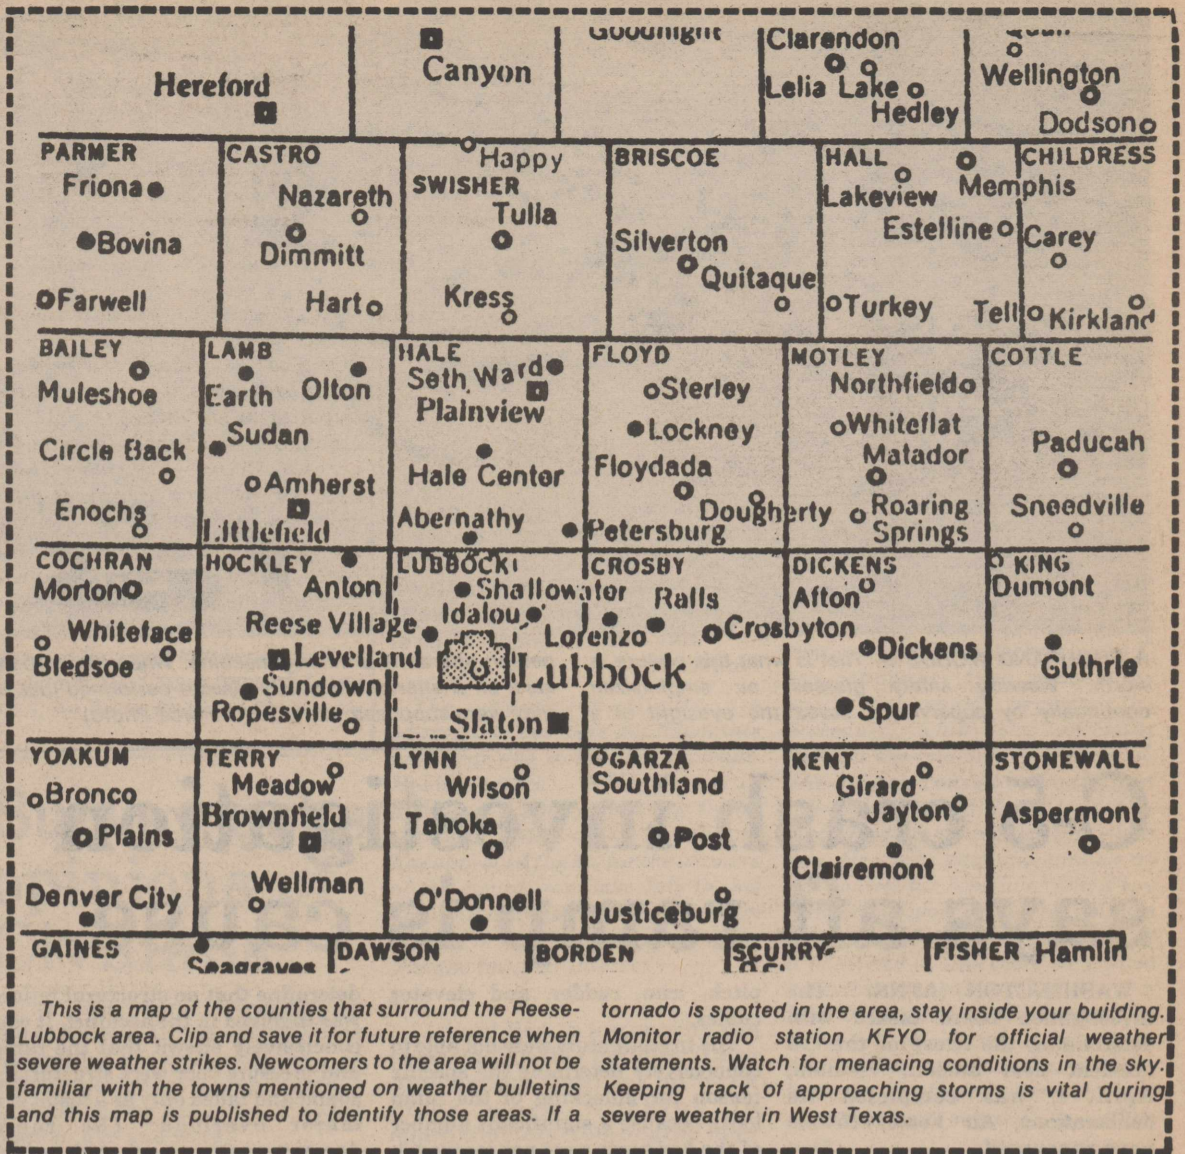 Goodnight
Clarendon
Canyon
Wellington
Hereford
Lelia Lake
Hedley
Dodson
PARMER
CASTRO
Happy
BRISCOE
HALL
CHILDRESS
Friona
Nazareth
SWISHER
Lakeview
Memphis
Tulia
Bovina
Dimmitt
Silverton
Estelline
Carey
Quitaque
Farwell
Hart
Kress
Turkey
Tell
Kirkland
BAILEY
LAMB
HALE
FLOYD
MOTLEY
COTTLE
Muleshoe
Earth
Olton
Seth Ward
Sterley
Northfield
Plainview
Circle Back
Sudan
Lockney
Whiteflat
Paducah
Amherst
Hale Center
Floydada
Matador
Enochs
Littlefield
Abernathy
Petersburg
Dougherty
Roaring
Springs
Sneedville
COCHRAN
HOCKLEY
LUBBOCK
CROSBY
DICKENS
KING
Morton
Anton
Shallowater
Ralls
Afton
Dumont
Whiteface
Reese Village
Idalou
Lorenzo
Crosbyton
Dickens
Bledsoe
Levelland
Lubbock
Guthrie
Sundown
Ropesville
Slaton
Spur
YOAKUM
TERRY
LYNN
GARZA
KENT
STONEWALL
Bronco
Meadow
Wilson
Southland
Girard
Jayton
Aspermont
Plains
Brownfield
Tahoka
Post
Clairemont
Denver City
Wellman
O'Donnell
Justiceburg
GAINES
Seagraves
DAWSON
BORDEN
SCURRY
FISHER
Hamlin
This is a map of the counties that surround the Reese-
Lubbock area. Clip and save it for future reference when
severe weather strikes. Newcomers to the area will not be
familiar with the towns mentioned on weather bulletins
and this map is published to identify those areas. If a
tornado is spotted in the area, stay inside your building.
Monitor radio station KFYO for official weather
statements. Watch for menacing conditions in the sky.
Keeping track of approaching storms is vital during
severe weather in West Texas.